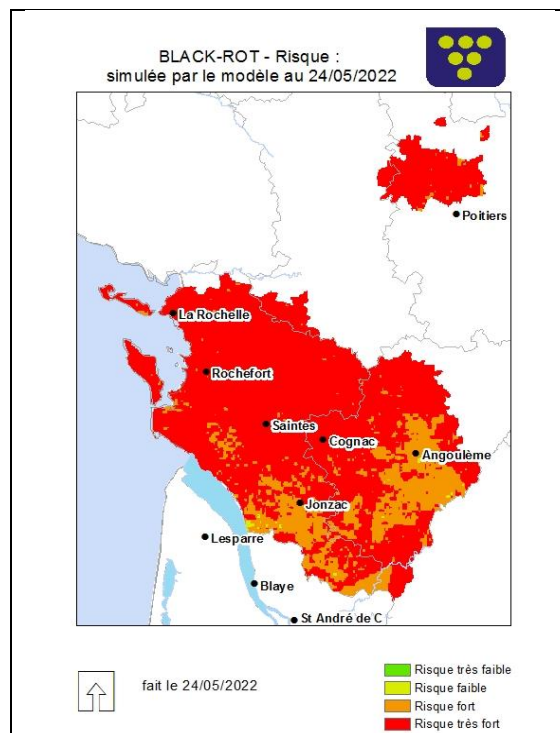 BLACK-ROT - Risque :
simulée par le modèle au 24/05/2022
Poitiers
La Rochelle
Rochefort
Saintes
Cognac
Angoulême
Jonzac
Lesparre
Blaye
St André de C
fait le 24/05/2022
Risque très faible
Risque faible
Risque fort
Risque très fort